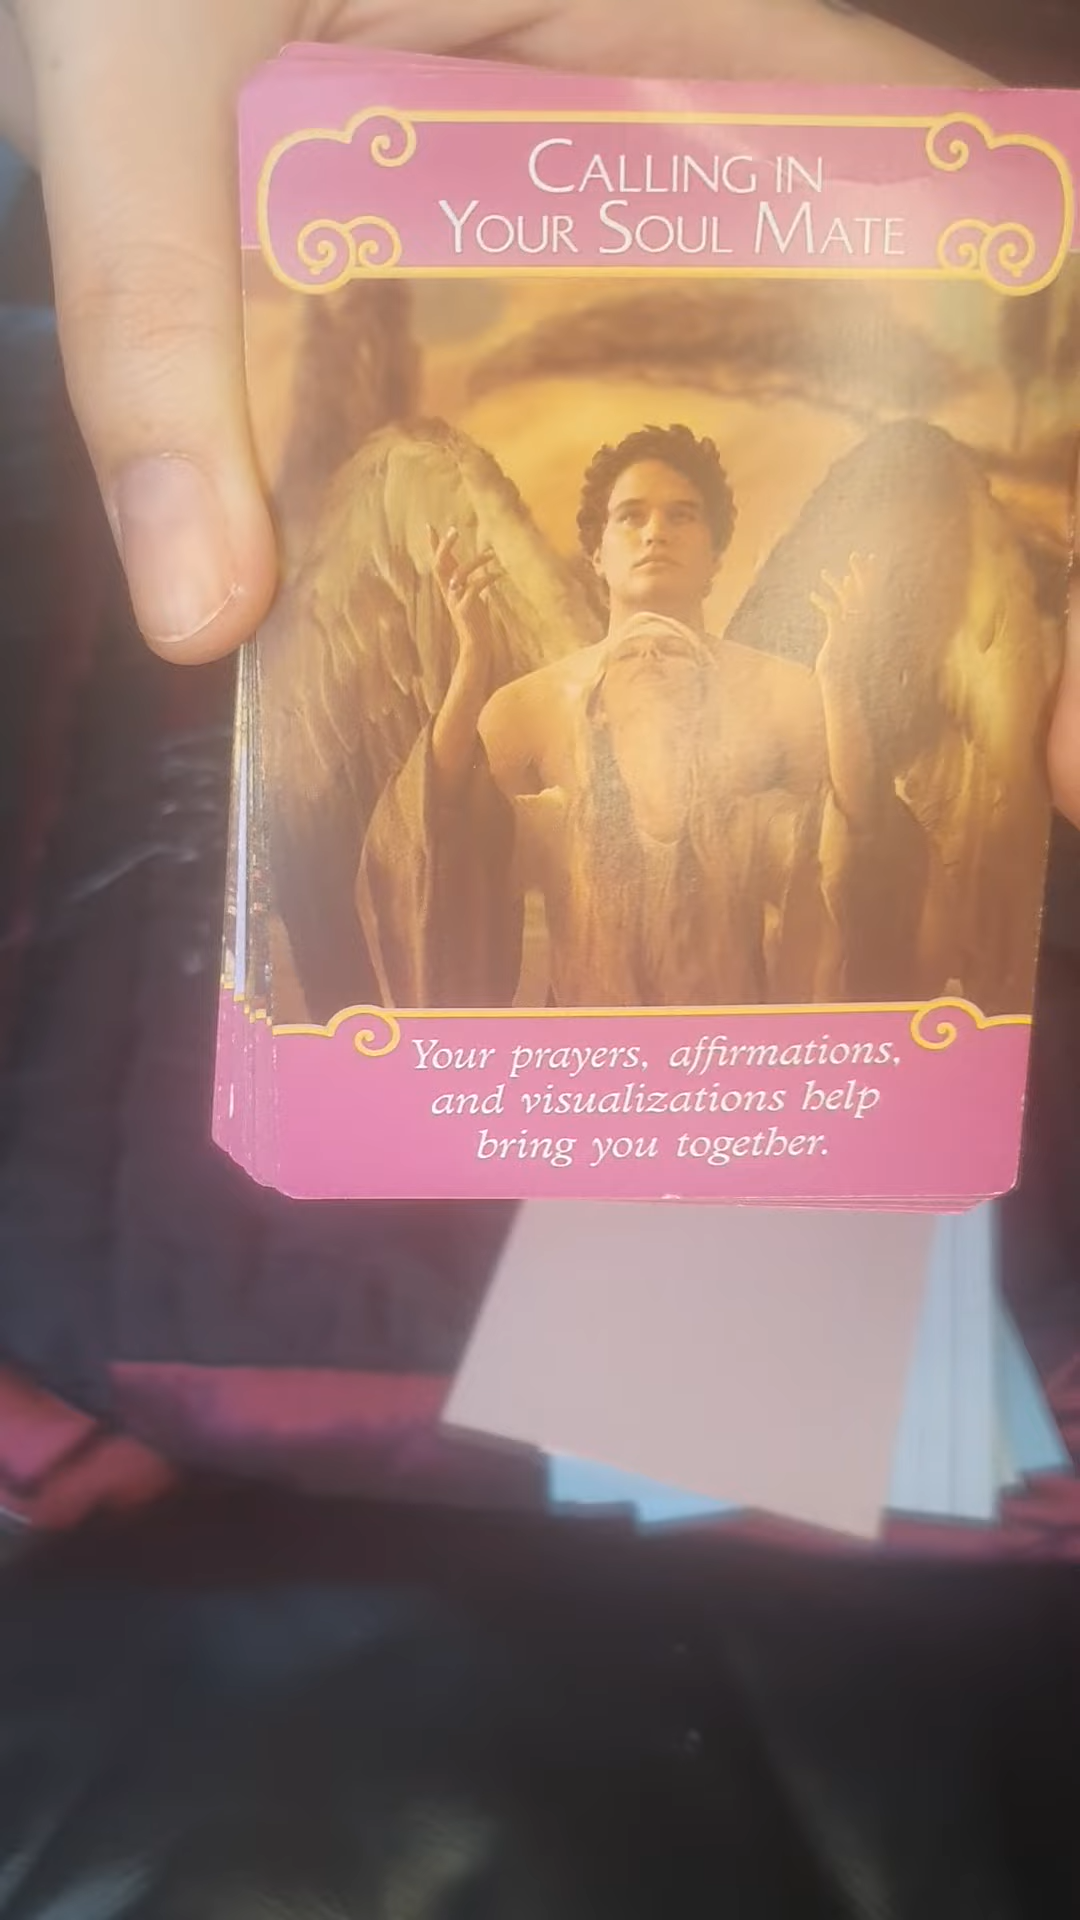 Calling in
Your Soul Mate
Your prayers, affirmations,
and visualizations help
bring you together.